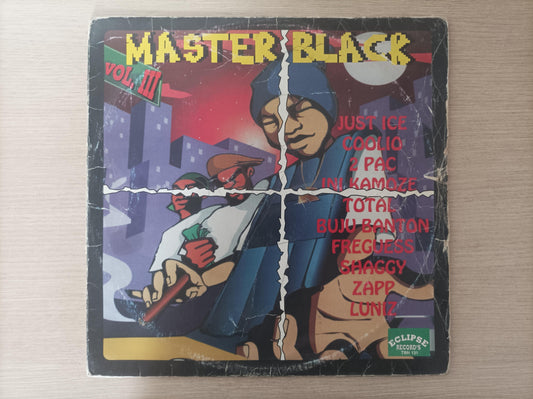 MASTER BLACK
VOL. III
JUST ICE
COOLIO
2 PAC
INI KAMOZE
TOTAL
BUJU BANTON
FREGUESS
SHAGGY
ZAPP
LUNIZ
ECLIPSE
RECORD'S